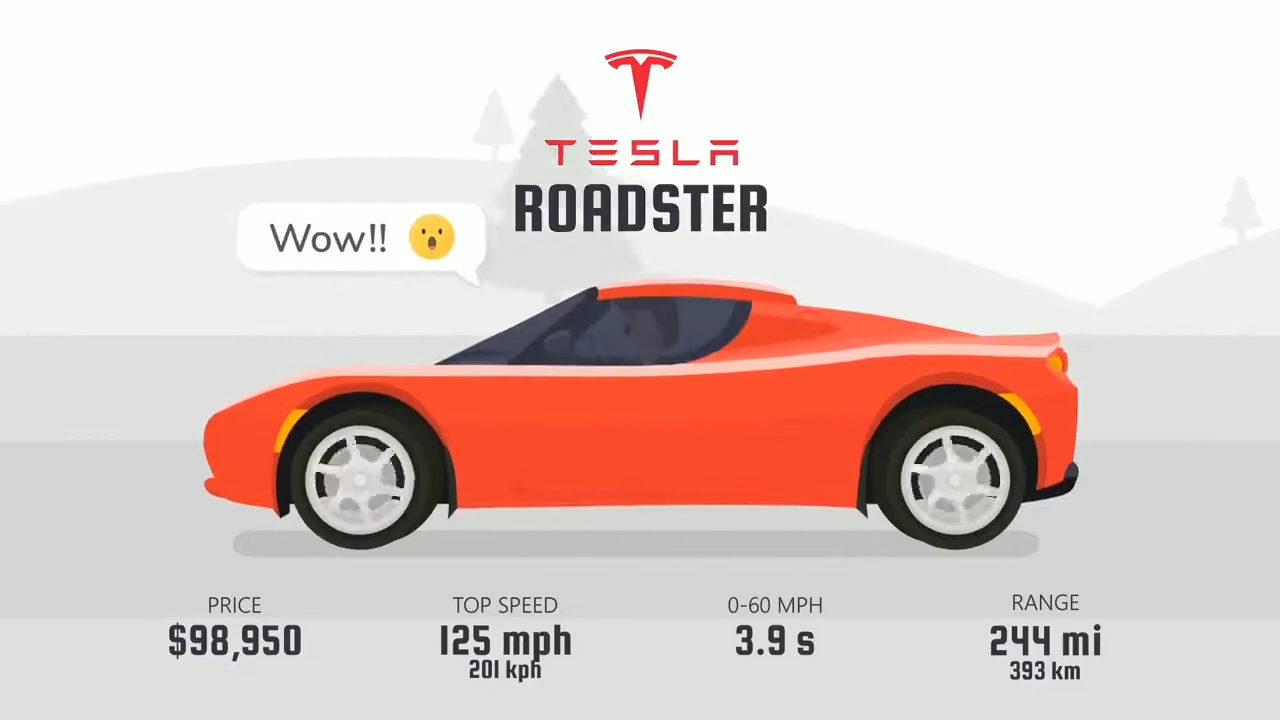 TESLA
ROADSTER
Wow!!
PRICE
$98,950
TOP SPEED
125 mph
201 kph
0-60 MPH
3.9 s
RANGE
244 mi
393 km